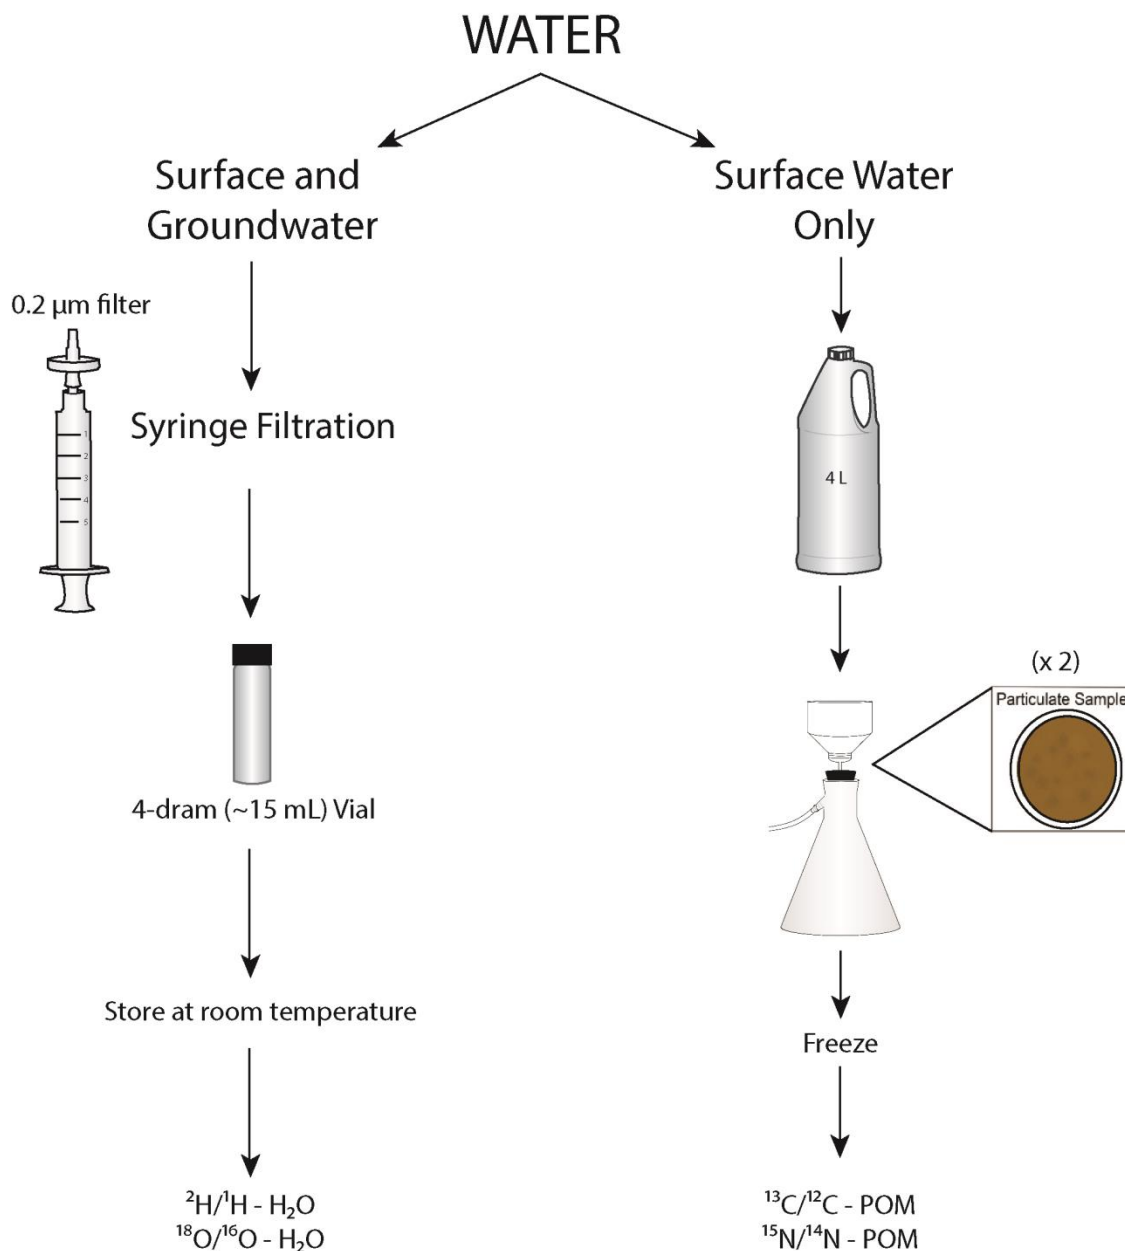 WATER
Surface and
Groundwater
Surface Water
Only
0.2 µm filter
1
2
3
4
5
Syringe Filtration
4 L
(x 2)
Particulate Sample
4-dram (~15 mL) Vial
Store at room temperature
Freeze
²H/¹H - H₂O
¹⁸O/¹⁶O - H₂O
¹³C/¹²C - POM
¹⁵N/¹⁴N - POM